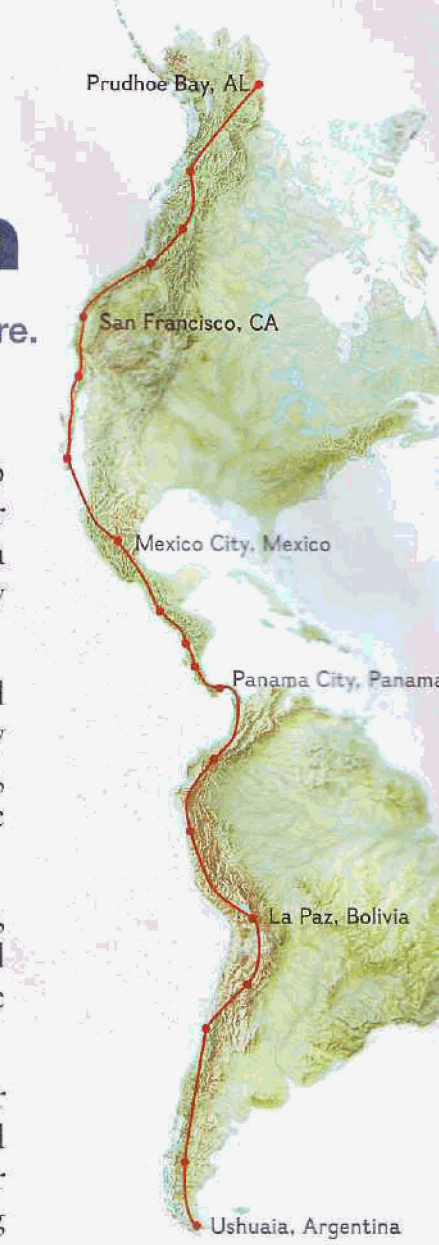 Prudhoe Bay, AL
re.
San Francisco, CA
Mexico City, Mexico
Panama City, Panama
La Paz, Bolivia
Ushuaia, Argentina